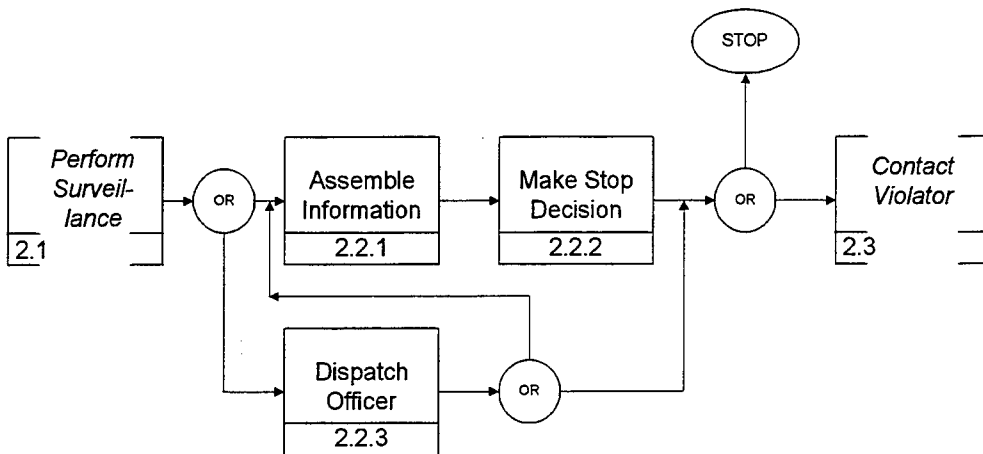 STOP
Perform
Surveil-
lance
2.1
OR
Assemble
Information
2.2.1
Make Stop
Decision
2.2.2
OR
Contact
Violator
2.3
Dispatch
Officer
2.2.3
OR